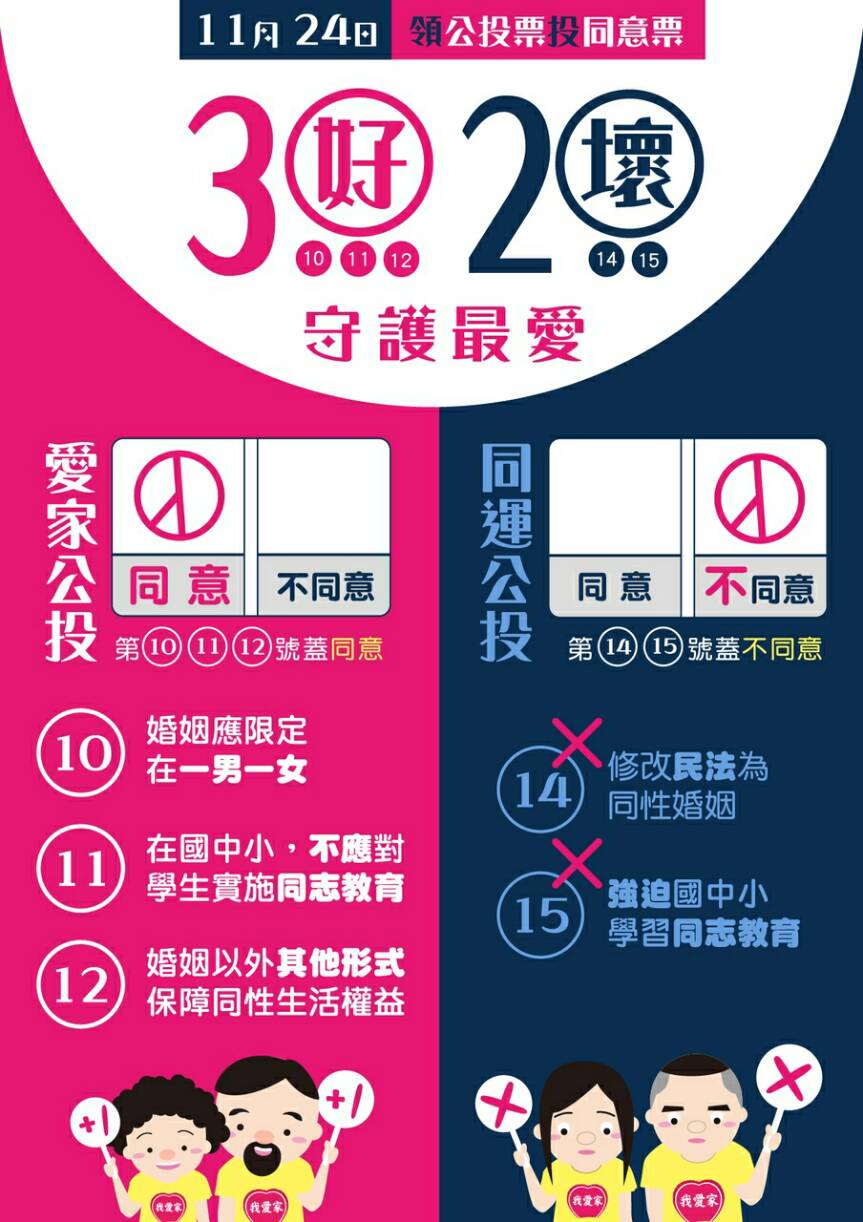 11月 24日 領公投票投同意票
3好 2壞
10 11 12 14 15
守護最愛
愛家公投
同意 不同意
第10 11 12號蓋同意
10 婚姻應限定
在一男一女
11 在國中小，不應對
學生實施同志教育
12 婚姻以外其他形式
保障同性生活權益
+1 +1
我愛家 我愛家
同運公投
同意 不同意
第14 15號蓋不同意
14 修改民法為
同性婚姻
15 強迫國中小
學習同志教育
我愛家 我愛家